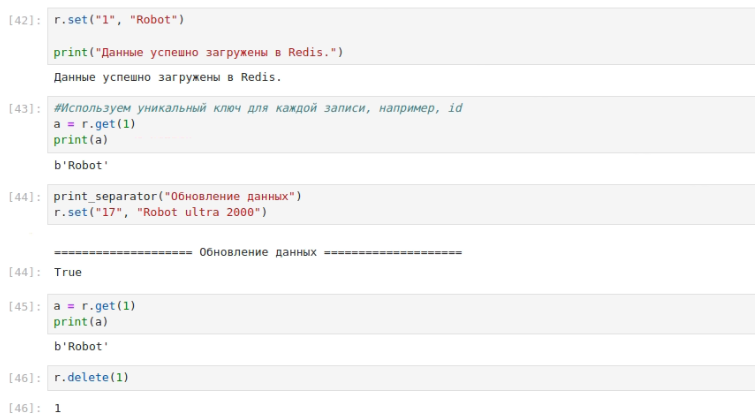 [42]: r.set("1", "Robot")
print("Данные успешно загружены в Redis.")
Данные успешно загружены в Redis.
[43]: #Используем уникальный ключ для каждой записи, например, id
a = r.get(1)
print(a)
b'Robot'
[44]: print_separator("Обновление данных")
r.set("17", "Robot ultra 2000")
==================== Обновление данных ====================
[44]: True
[45]: a = r.get(1)
print(a)
b'Robot'
[46]: r.delete(1)
[46]: 1